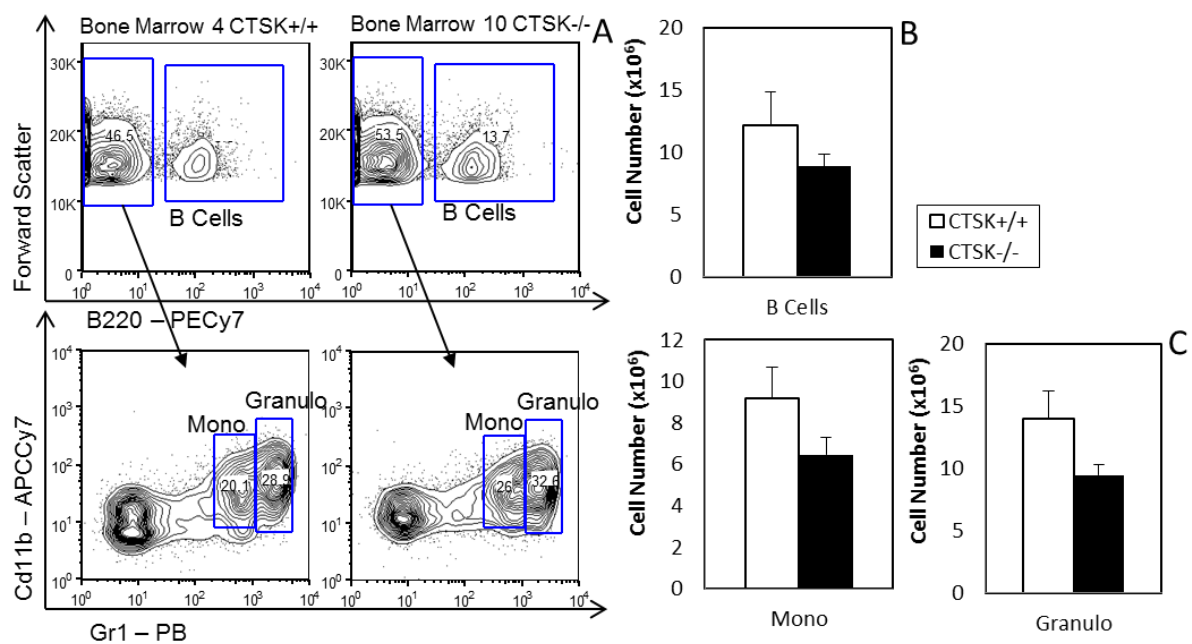 Bone Marrow 4 CTSK+/+
Bone Marrow 10 CTSK-/-
A
Forward Scatter
30K
20K
10K
0
46.5
B Cells
10⁰ 10¹ 10² 10³ 10⁴
30K
20K
10K
0
53.5
13.7
B Cells
10⁰ 10¹ 10² 10³ 10⁴
B220 – PECy7
Cd11b – APCCy7
10⁴
10³
10²
10¹
10⁰
Mono
Granulo
20.1
28.9
10⁰ 10¹ 10² 10³ 10⁴
10⁴
10³
10²
10¹
10⁰
Mono
Granulo
26
32.6
10⁰ 10¹ 10² 10³ 10⁴
Gr1 – PB
B
Cell Number (x10⁶)
20
15
10
5
0
B Cells
CTSK+/+
CTSK-/-
C
Cell Number (x10⁶)
12
10
8
6
4
2
0
Mono
Cell Number (x10⁶)
20
15
10
5
0
Granulo